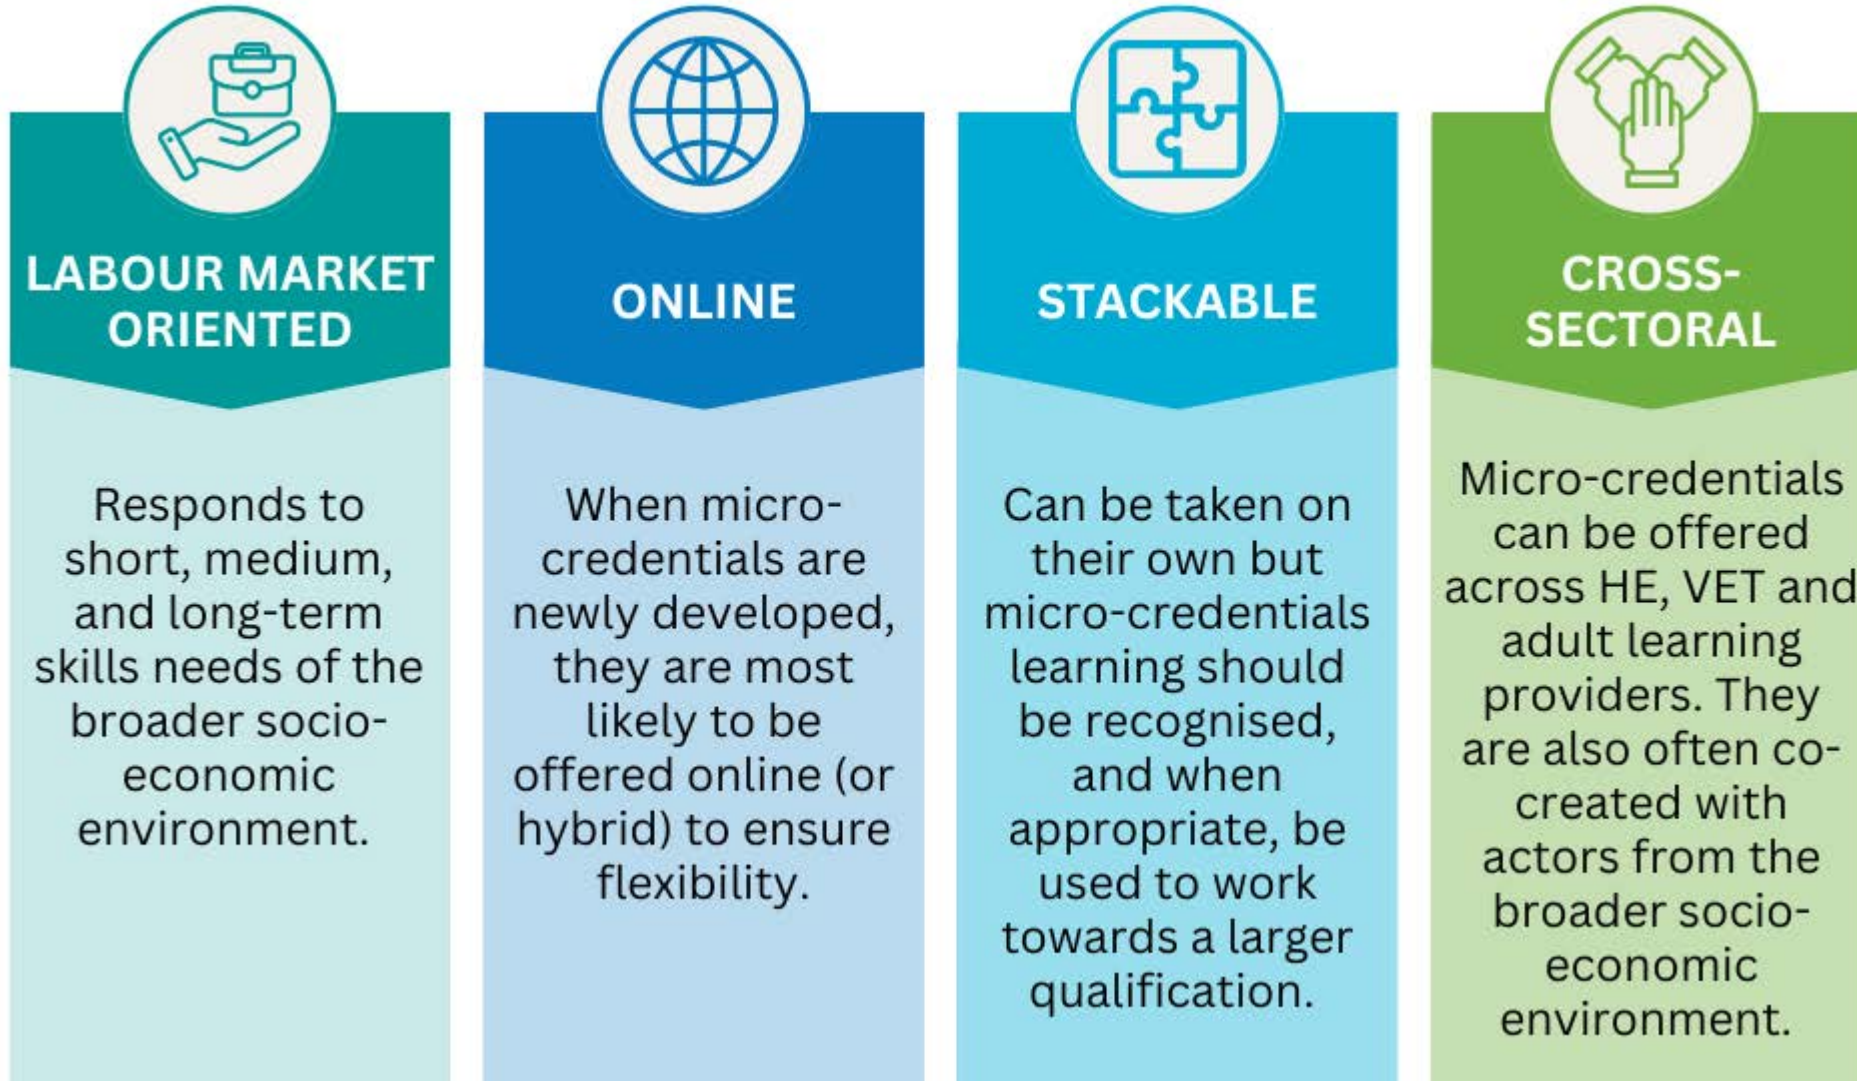 LABOUR MARKET
ORIENTED
Responds to
short, medium,
and long-term
skills needs of the
broader socio-
economic
environment.
ONLINE
When micro-
credentials are
newly developed,
they are most
likely to be
offered online (or
hybrid) to ensure
flexibility.
STACKABLE
Can be taken on
their own but
micro-credentials
learning should
be recognised,
and when
appropriate, be
used to work
towards a larger
qualification.
CROSS-
SECTORAL
Micro-credentials
can be offered
across HE, VET and
adult learning
providers. They
are also often co-
created with
actors from the
broader socio-
economic
environment.